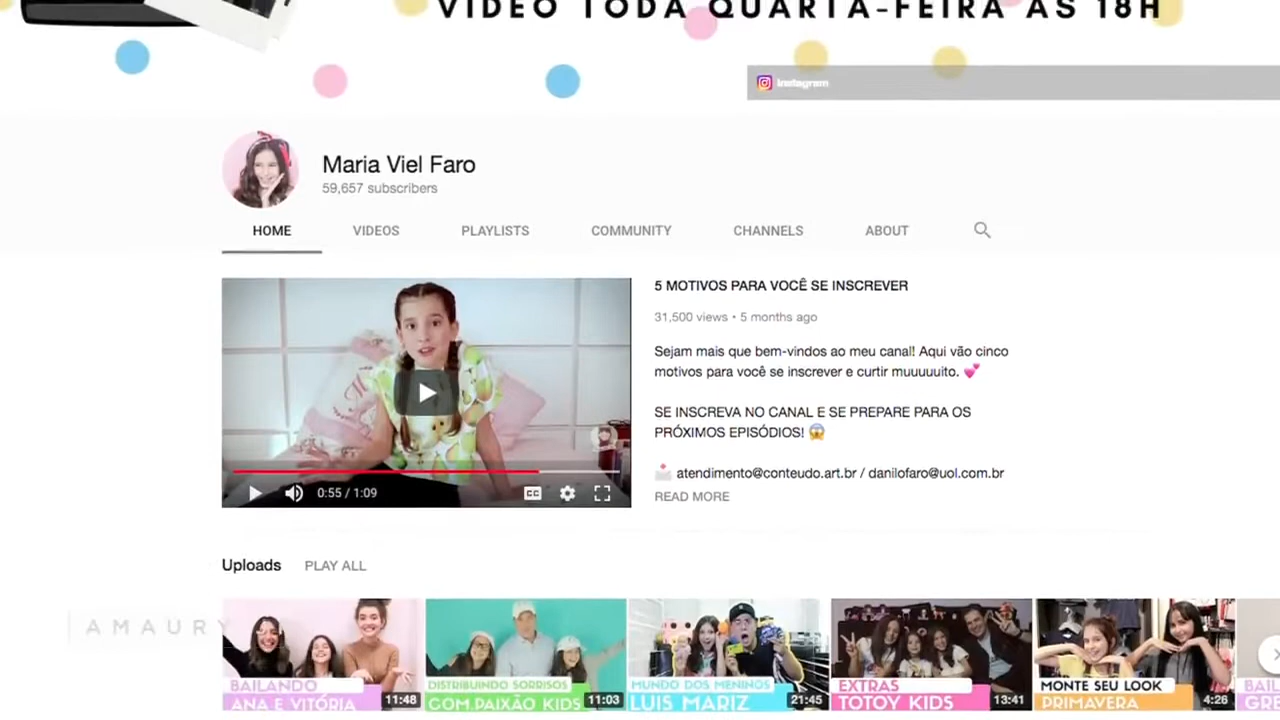 VÍDEO TODA QUARTA-FEIRA ÀS 18H
Instagram
Maria Viel Faro
59,657 subscribers
HOME VIDEOS PLAYLISTS COMMUNITY CHANNELS ABOUT
5 MOTIVOS PARA VOCÊ SE INSCREVER
31,500 views • 5 months ago
Sejam mais que bem-vindos ao meu canal! Aqui vão cinco
motivos para você se inscrever e curtir muuuuuito. 💕
SE INSCREVA NO CANAL E SE PREPARE PARA OS
PRÓXIMOS EPISÓDIOS! 😱
📩 atendimento@conteudo.art.br / danilofaro@uol.com.br
READ MORE
0:55 / 1:09
CC
Uploads PLAY ALL
AMAURY
BAILANDO
ANA E VITÓRIA
11:48
DISTRIBUINDO SORRISOS
COM.PAIXÃO KIDS
11:03
MUNDO DOS MENINOS
LUIS MARIZ
21:45
EXTRAS
TOTOY KIDS
13:41
MONTE SEU LOOK
PRIMAVERA
4:26